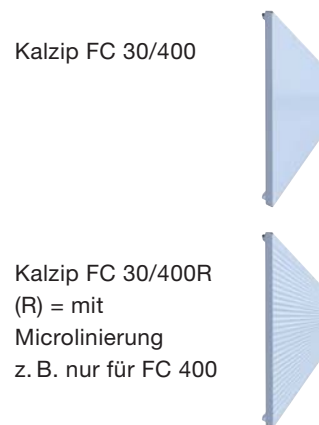 Kalzip FC 30/400
Kalzip FC 30/400R
(R) = mit
Microlinierung
z. B. nur für FC 400